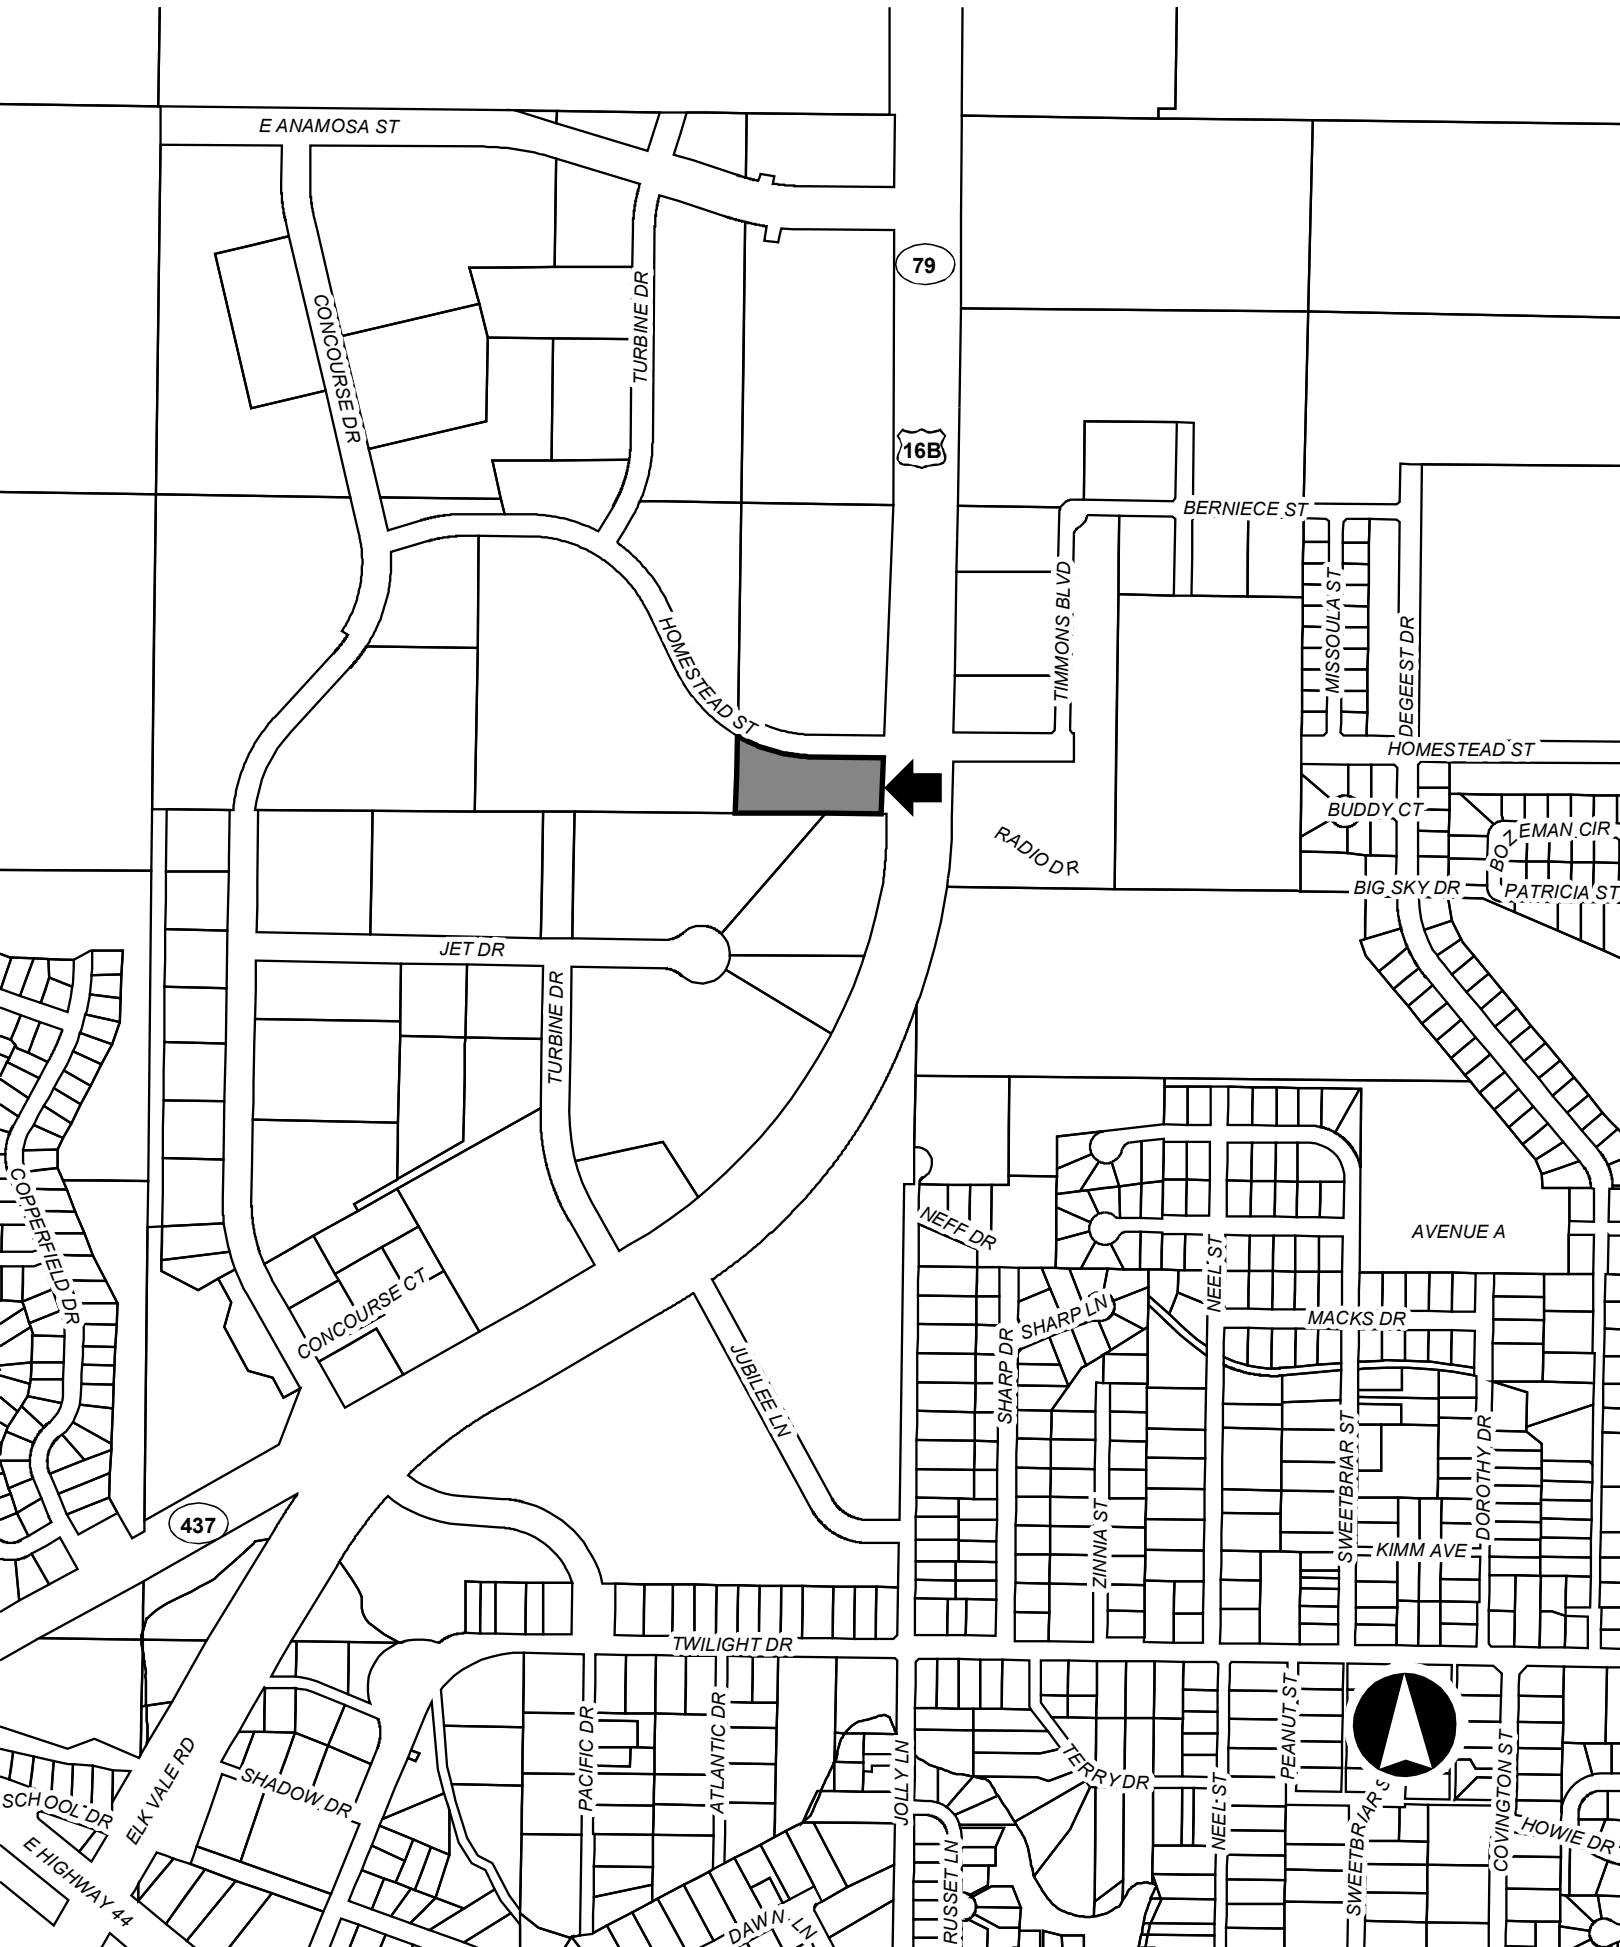 E ANAMOSA ST
79
CONCOURSE DR
TURBINE DR
16B
BERNIECE ST
TIMMONS BLVD
MISSOULA ST
DEGEEST DR
HOMESTEAD ST
HOMESTEAD ST
BUDDY CT
BOZEMAN CIR
RADIO DR
BIG SKY DR
PATRICIA ST
JET DR
TURBINE DR
COPPERFIELD DR
NEFF DR
AVENUE A
NEEL ST
CONCOURSE CT
SHARP LN
MACKS DR
JUBILEE LN
SHARP DR
SWEETBRIAR ST
DOROTHY DR
ZINNIA ST
437
KIMM AVE
TWILIGHT DR
PACIFIC DR
ATLANTIC DR
PEANUT ST
ELK VALE RD
JOLLY LN
TERRY DR
SHADOW DR
SCHOOL DR
NEEL ST
SWEETBRIAR S
COVINGTON ST
HOWIE DR
E HIGHWAY 44
RUSSET LN
DAWN LN